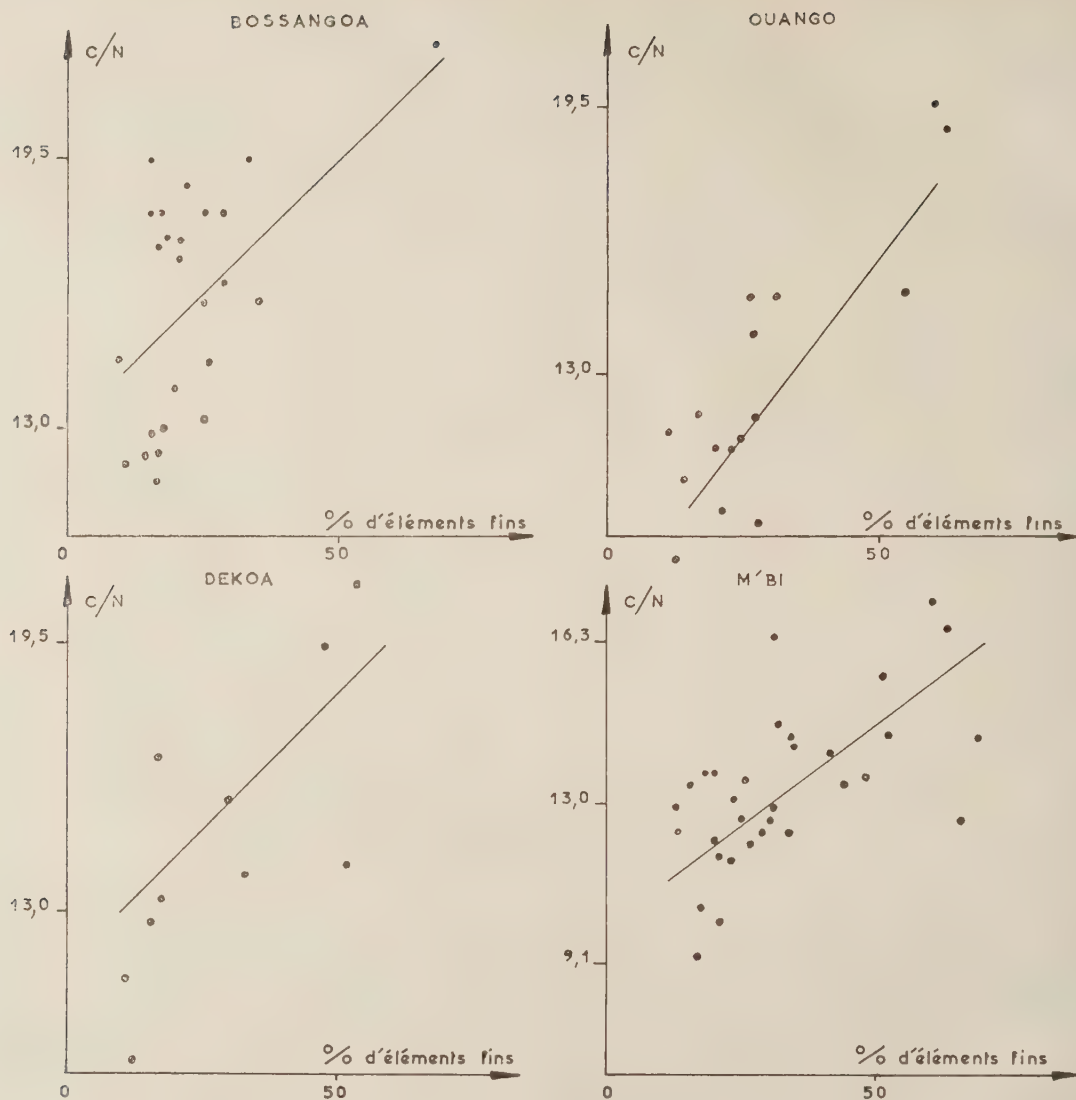 BOSSANGOA
C/N
19,5
13,0
% d'éléments fins
0
50
OUANGO
C/N
19,5
13,0
% d'éléments fins
0
50
DEKOA
C/N
19,5
13,0
% d'éléments fins
0
50
M'BI
C/N
16,3
13,0
9,1
% d'éléments fins
0
50